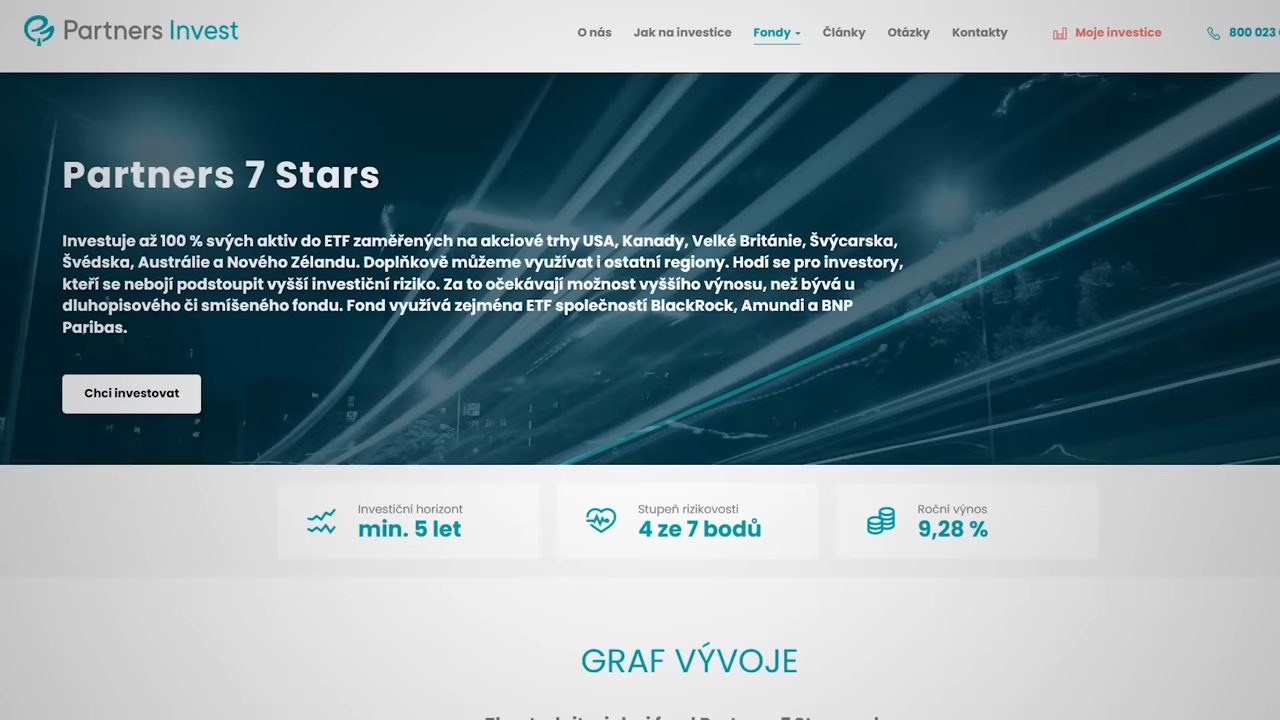 Partners Invest
O nás
Jak na investice
Fondy
Články
Otázky
Kontakty
Moje investice
800 023
Partners 7 Stars
Investuje až 100 % svých aktiv do ETF zaměřených na akciové trhy USA, Kanady, Velké Británie, Švýcarska,
Švédska, Austrálie a Nového Zélandu. Doplňkově můžeme využívat i ostatní regiony. Hodí se pro investory,
kteří se nebojí podstoupit vyšší investiční riziko. Za to očekávají možnost vyššího výnosu, než bývá u
dluhopisového či smíšeného fondu. Fond využívá zejména ETF společností BlackRock, Amundi a BNP
Paribas.
Chci investovat
Investiční horizont
min. 5 let
Stupeň rizikovosti
4 ze 7 bodů
Roční výnos
9,28 %
GRAF VÝVOJE